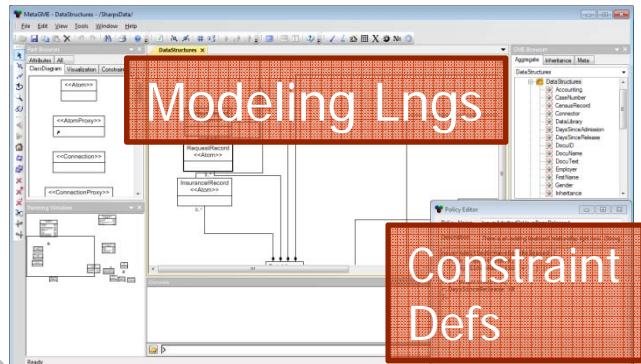 MetaGME - DataStructures - /SharpsData/
File Edit View Tools Window Help
Part Browser
Attributes All
ClassDiagram Visualization Constraint
<<Atom>>
<<AtomProxy>>
<<Connection>>
<<ConnectionProxy>>
DataStructures
Modeling Lngs
RequestRecord
<<Atom>>
InsuranceRecord
<<Atom>>
0..*
GME Browser
Aggregate Inheritance Meta
DataStructures
DataStructures
Accounting
CaseNumber
CensusRecord
Connector
DataLibrary
DaysSinceAdmission
DaysSinceRelease
DocuID
DocuName
DocuText
Employer
FirstName
Gender
Inheritance
Policy Editor
Constraint
Defs
Console
Ready